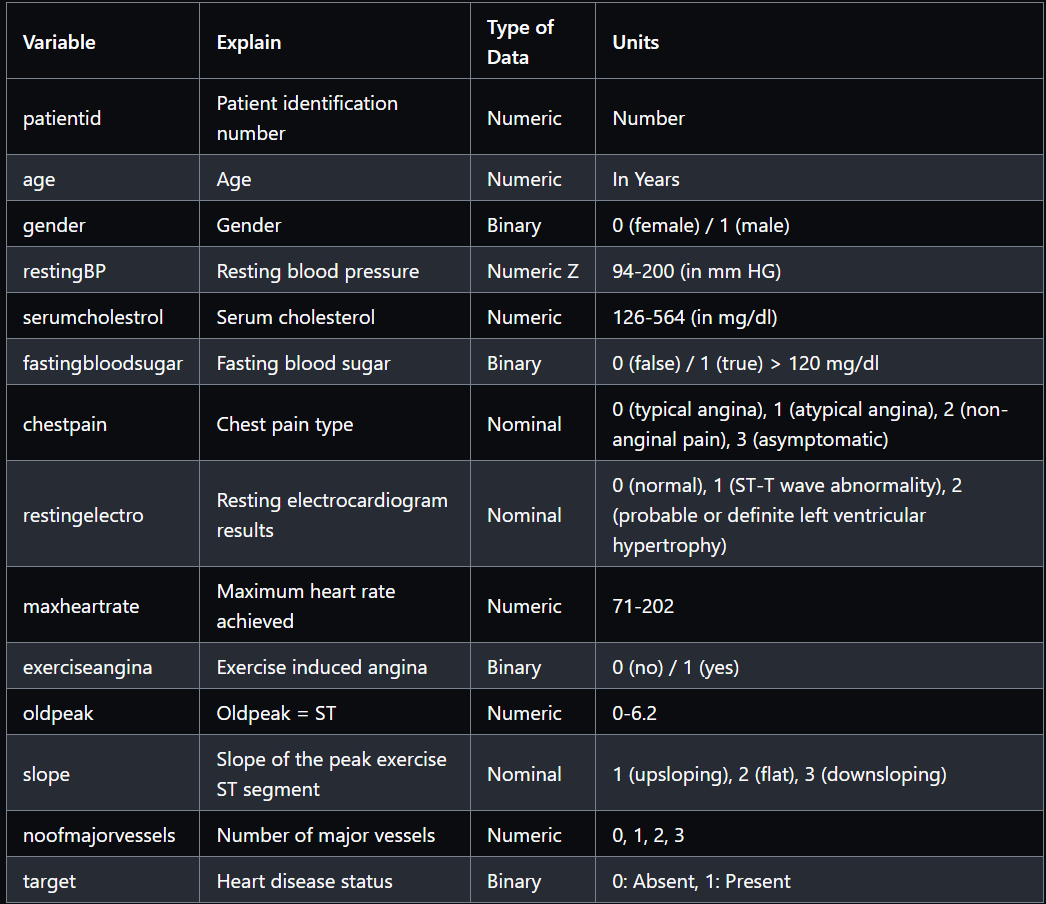 Variable Explain Type of Data Units
patientid Patient identification number Numeric Number
age Age Numeric In Years
gender Gender Binary 0 (female) / 1 (male)
restingBP Resting blood pressure Numeric Z 94-200 (in mm HG)
serumcholestrol Serum cholesterol Numeric 126-564 (in mg/dl)
fastingbloodsugar Fasting blood sugar Binary 0 (false) / 1 (true) > 120 mg/dl
chestpain Chest pain type Nominal 0 (typical angina), 1 (atypical angina), 2 (non-anginal pain), 3 (asymptomatic)
restingelectro Resting electrocardiogram results Nominal 0 (normal), 1 (ST-T wave abnormality), 2 (probable or definite left ventricular hypertrophy)
maxheartrate Maximum heart rate achieved Numeric 71-202
exerciseangina Exercise induced angina Binary 0 (no) / 1 (yes)
oldpeak Oldpeak = ST Numeric 0-6.2
slope Slope of the peak exercise ST segment Nominal 1 (upsloping), 2 (flat), 3 (downsloping)
noofmajorvessels Number of major vessels Numeric 0, 1, 2, 3
target Heart disease status Binary 0: Absent, 1: Present